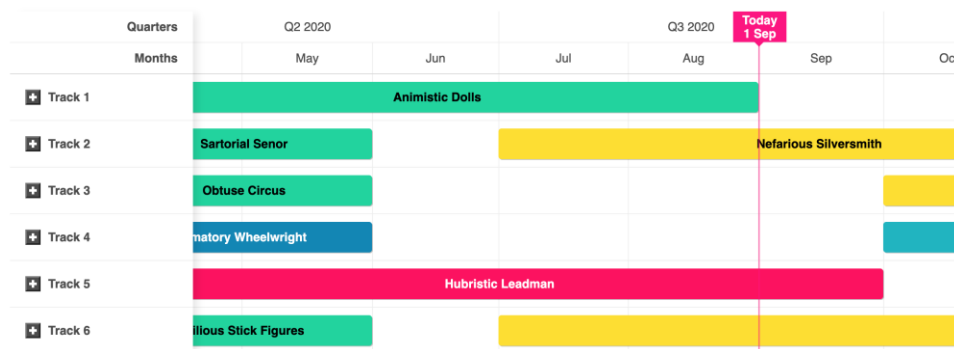 Quarters
Q2 2020
Q3 2020
Today
1 Sep
Months
May
Jun
Jul
Aug
Sep
Track 1
Animistic Dolls
Track 2
Sartorial Senor
Nefarious Silversmith
Track 3
Obtuse Circus
Track 4
matory Wheelwright
Track 5
Hubristic Leadman
Track 6
ilious Stick Figures